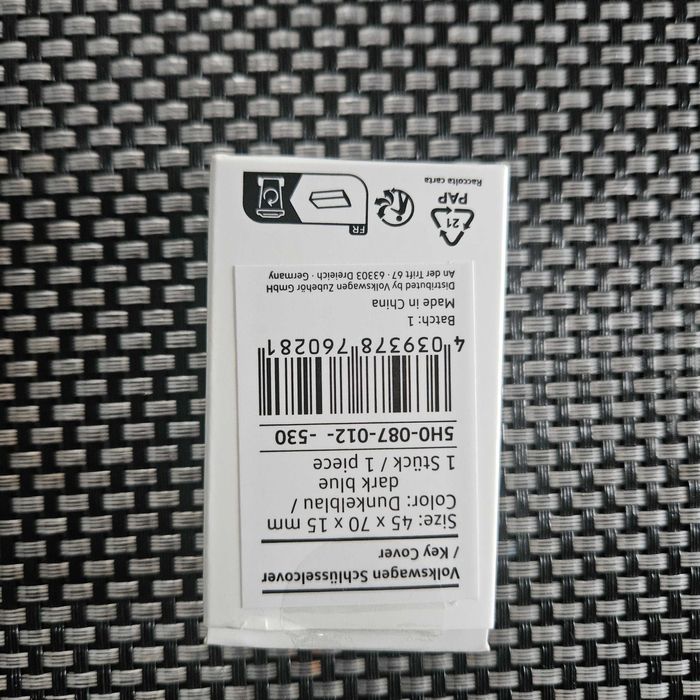 Volkswagen Schlüsselcover
/ Key Cover
Size: 45 x 70 x 15 mm
Color: Dunkelblau /
dark blue
1 Stück / 1 piece
5H0-087-012- -530
4 039378 760281
Batch: 1
Made in China
Distributed by Volkswagen Zubehör GmbH
An der Trift 67 · 63303 Dreieich · Germany
21
PAP
Raccolta carta
FR